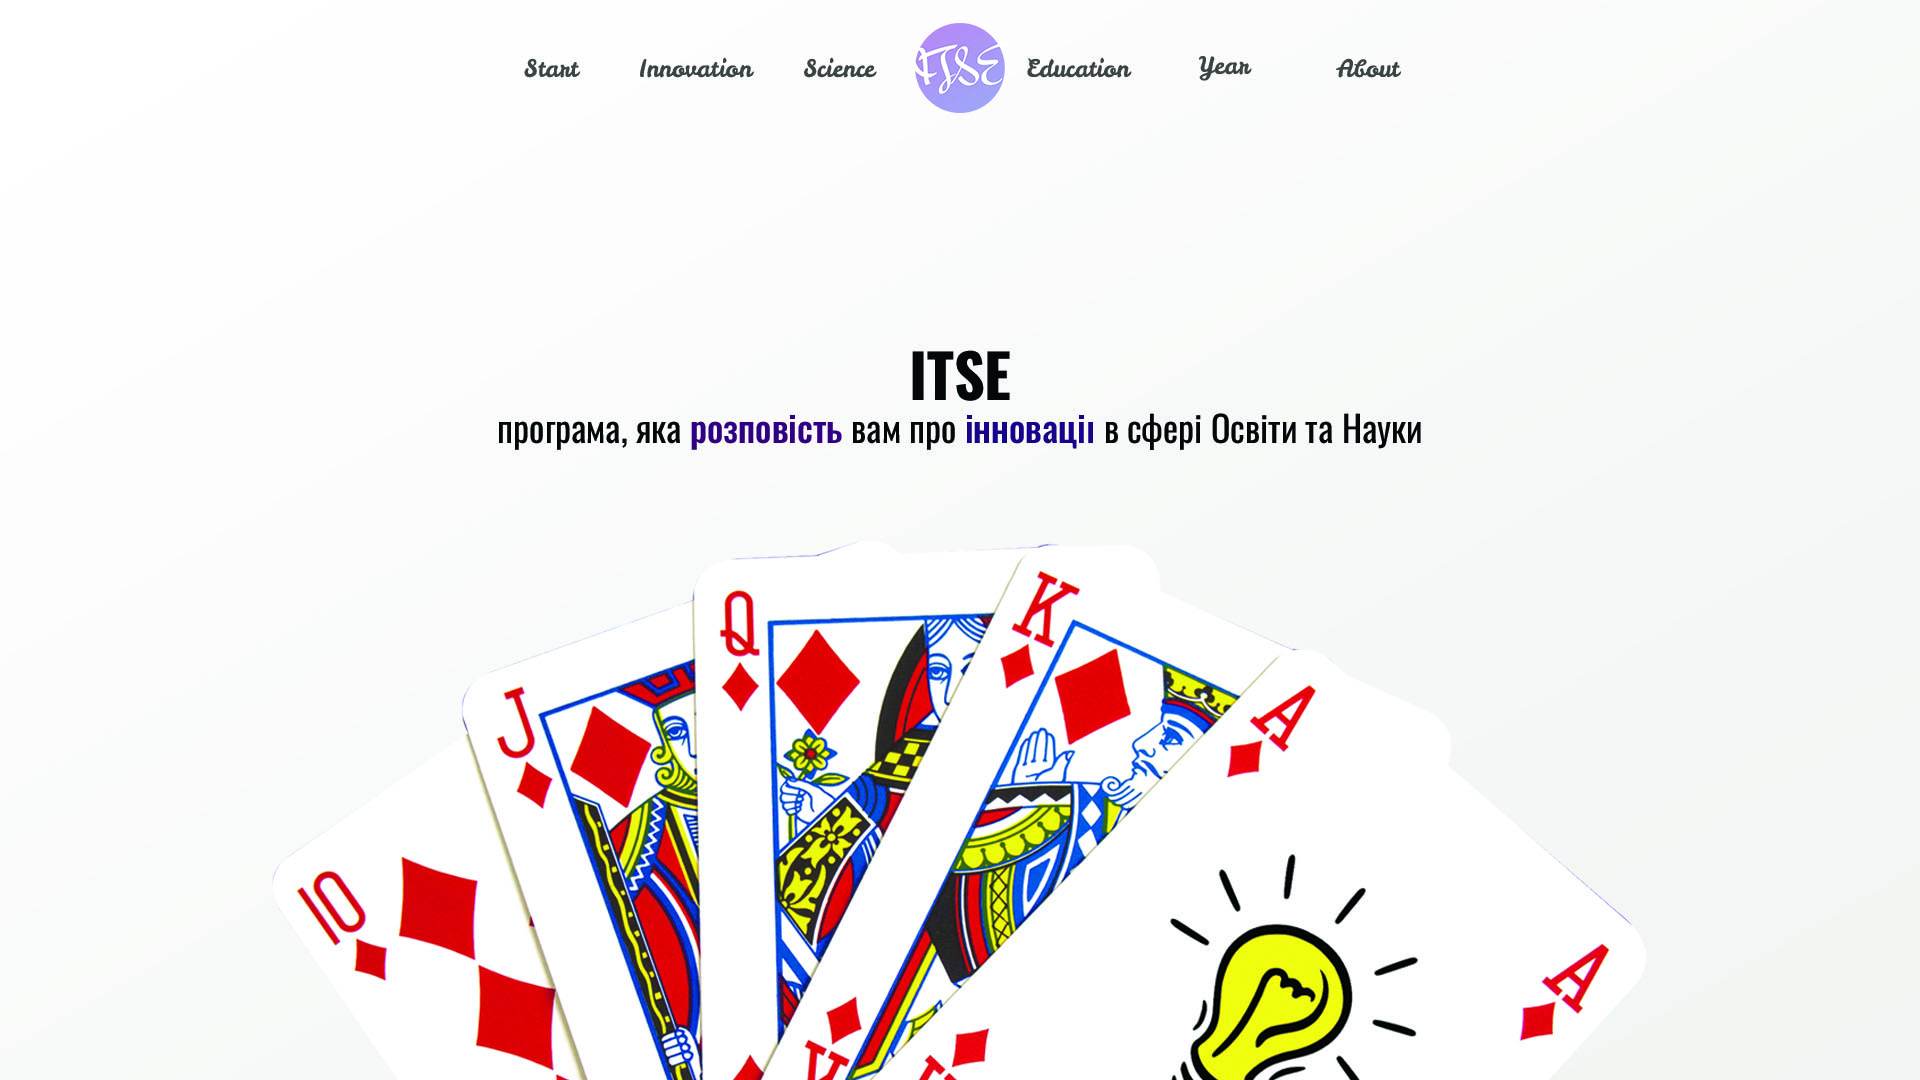 Start Innovation Science ITSE Education Year About
ITSE
програма, яка розповість вам про інновації в сфері Освіти та Науки
Q
K
J
A
10
A